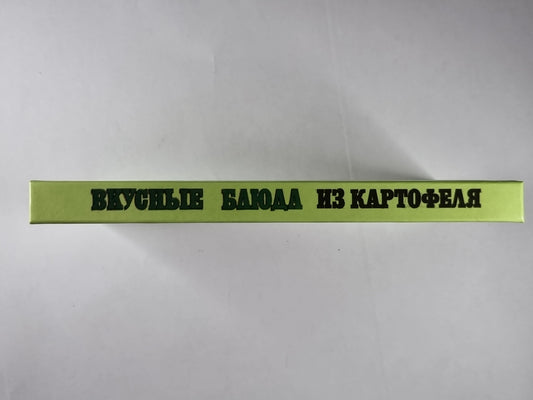 ВКУСНЫЕ БЛЮДА ИЗ КАРТОФЕЛЯ